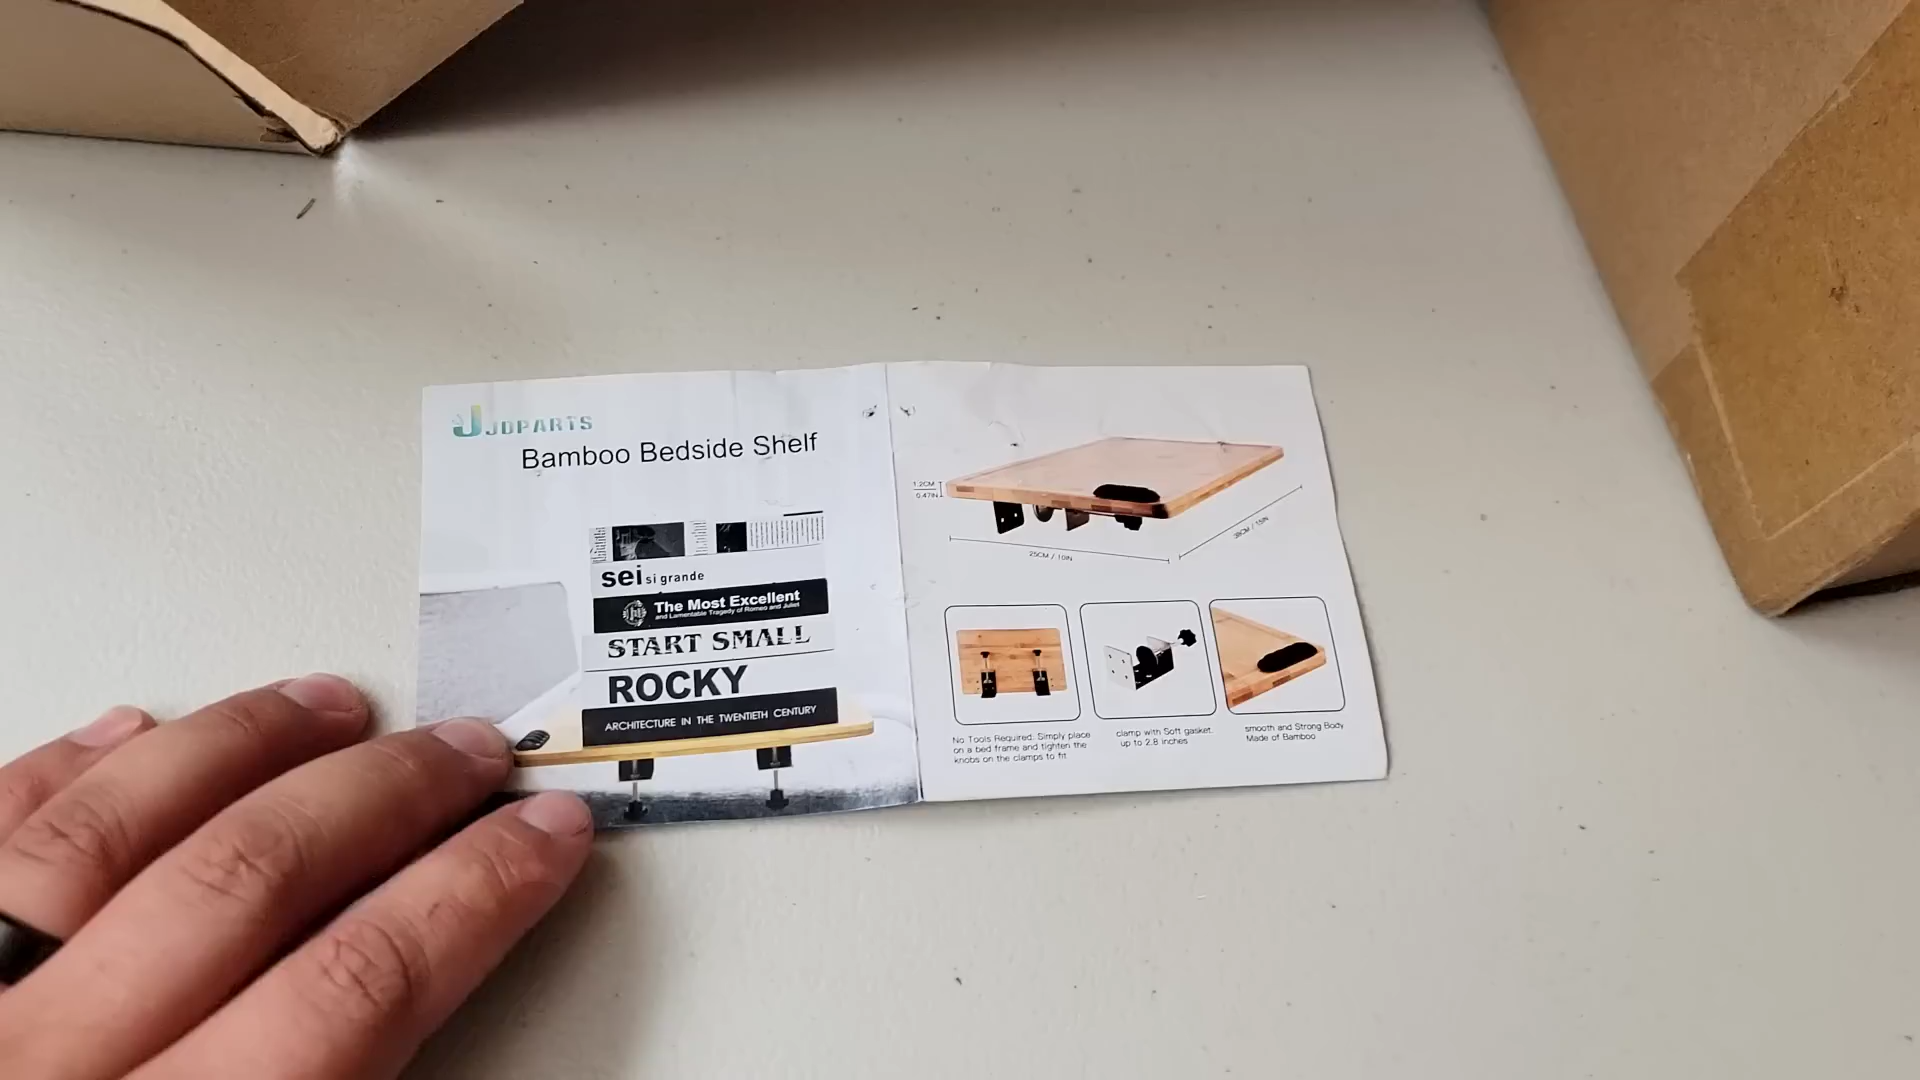 JDPARTS
Bamboo Bedside Shelf
sei si grande
The Most Excellent
and Lamentable Tragedy of Romeo and Juliet
START SMALL
ROCKY
ARCHITECTURE IN THE TWENTIETH CENTURY
1.2CM
0.47IN
25CM / 10IN
38CM / 15IN
No Tools Required: Simply place
on a bed frame and tighten the
knobs on the clamps to fit
clamp with Soft gasket.
up to 2.8 inches
smooth and Strong Body
Made of Bamboo